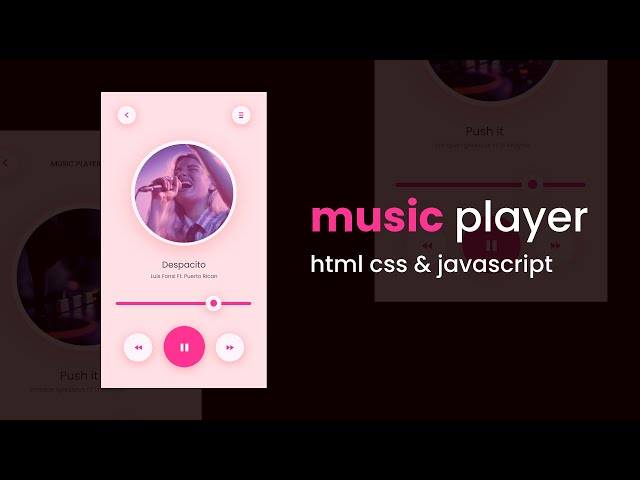 MUSIC PLAYER
Push it
Despacito
Luis Fonsi Ft. Puerto Rican
Push it
music player
html css & javascript